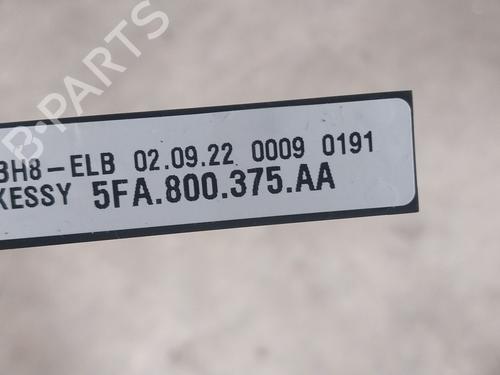 B-PARTS
BH8-ELB 02.09.22 0009 0191
KESSY 5FA.800.375.AA